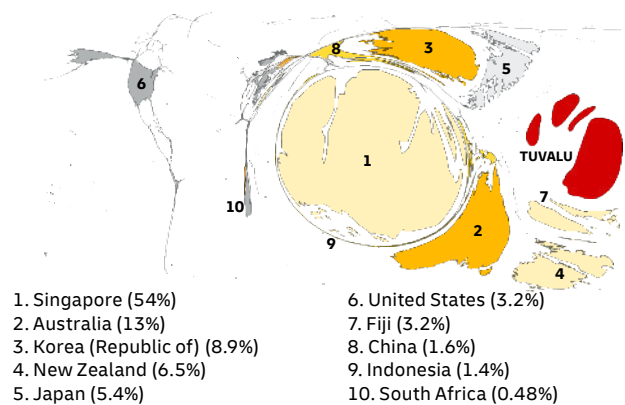 8
3
5
6
TUVALU
1
7
10
2
9
4
1. Singapore (54%)
2. Australia (13%)
3. Korea (Republic of) (8.9%)
4. New Zealand (6.5%)
5. Japan (5.4%)
6. United States (3.2%)
7. Fiji (3.2%)
8. China (1.6%)
9. Indonesia (1.4%)
10. South Africa (0.48%)